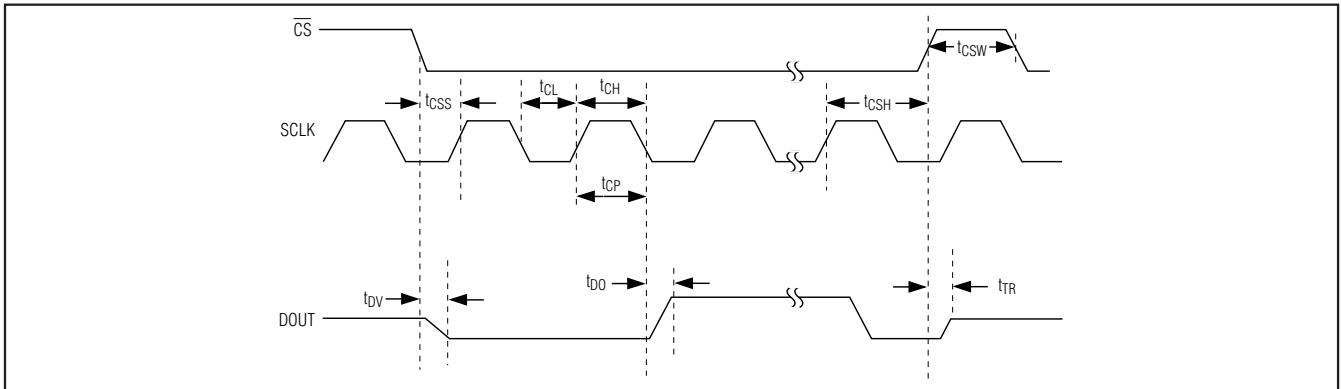 CS
tCSW
tCSS
tCL
tCH
tCSH
SCLK
tCP
tDV
tDO
tTR
DOUT